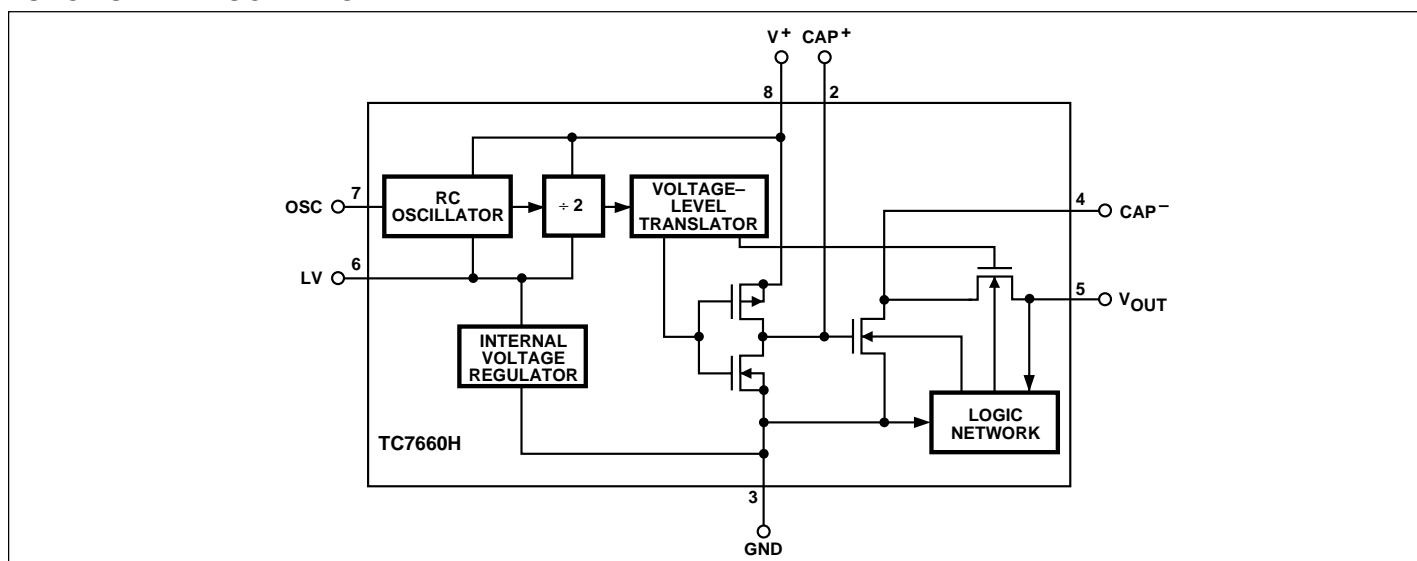 V+ CAP+
8 2
RC
OSCILLATOR
÷ 2
VOLTAGE–
LEVEL
TRANSLATOR
7
OSC
4
CAP–
6
LV
5
VOUT
INTERNAL
VOLTAGE
REGULATOR
LOGIC
NETWORK
TC7660H
3
GND